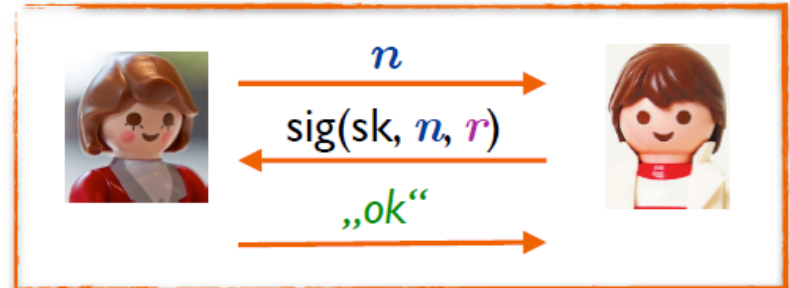 n
sig(sk, n, r)
„ok“